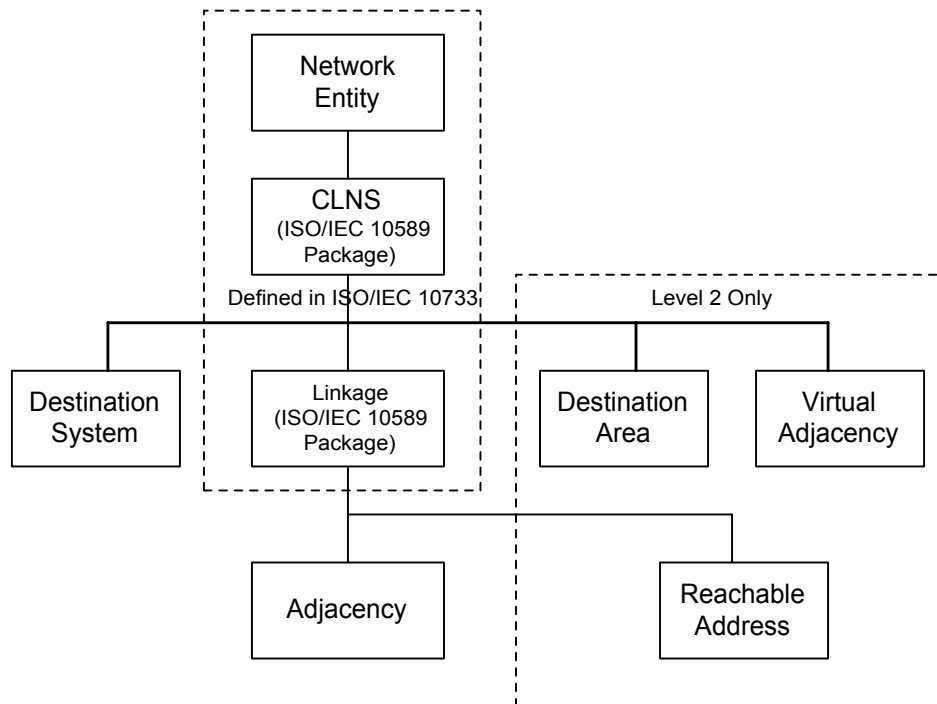 Network
Entity
CLNS
(ISO/IEC 10589
Package)
Defined in ISO/IEC 10733
Level 2 Only
Destination
System
Linkage
(ISO/IEC 10589
Package)
Destination
Area
Virtual
Adjacency
Adjacency
Reachable
Address